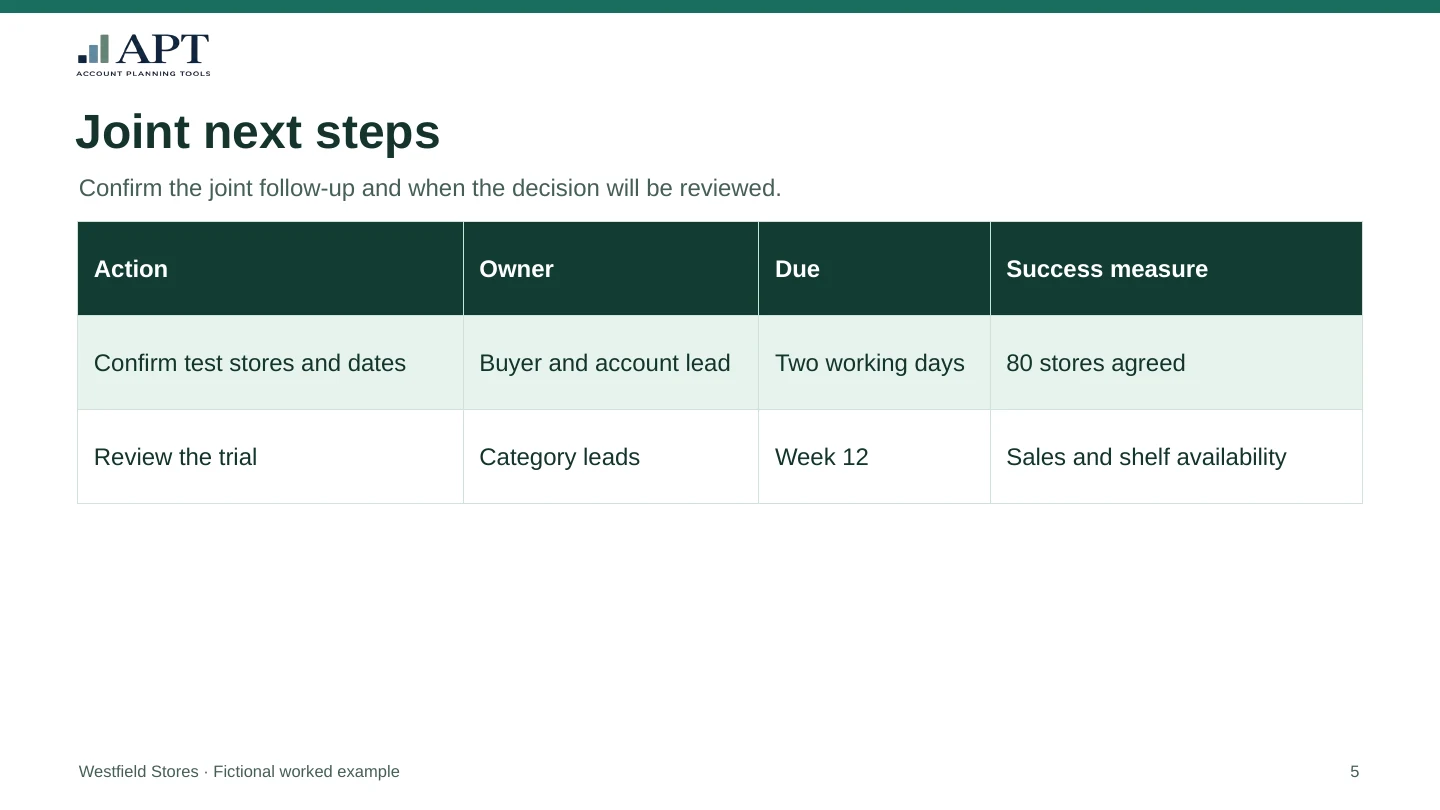 APT
ACCOUNT PLANNING TOOLS
Joint next steps
Confirm the joint follow-up and when the decision will be reviewed.
Action Owner Due Success measure
Confirm test stores and dates Buyer and account lead Two working days 80 stores agreed
Review the trial Category leads Week 12 Sales and shelf availability
Westfield Stores · Fictional worked example 5